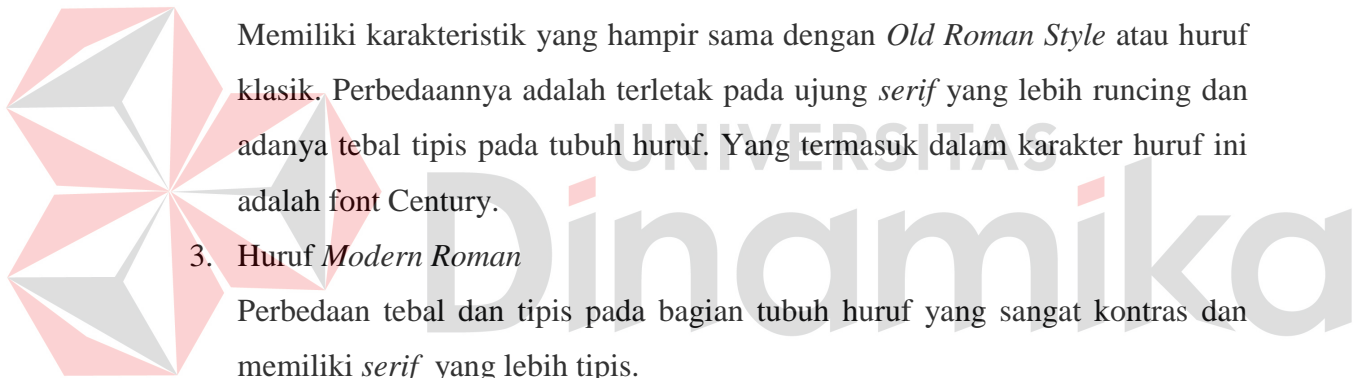 Memiliki karakteristik yang hampir sama dengan Old Roman Style atau huruf
klasik. Perbedaannya adalah terletak pada ujung serif yang lebih runcing dan
adanya tebal tipis pada tubuh huruf. Yang termasuk dalam karakter huruf ini
adalah font Century.
3. Huruf Modern Roman
Perbedaan tebal dan tipis pada bagian tubuh huruf yang sangat kontras dan
memiliki serif yang lebih tipis.
UNIVERSITAS
Dinamika